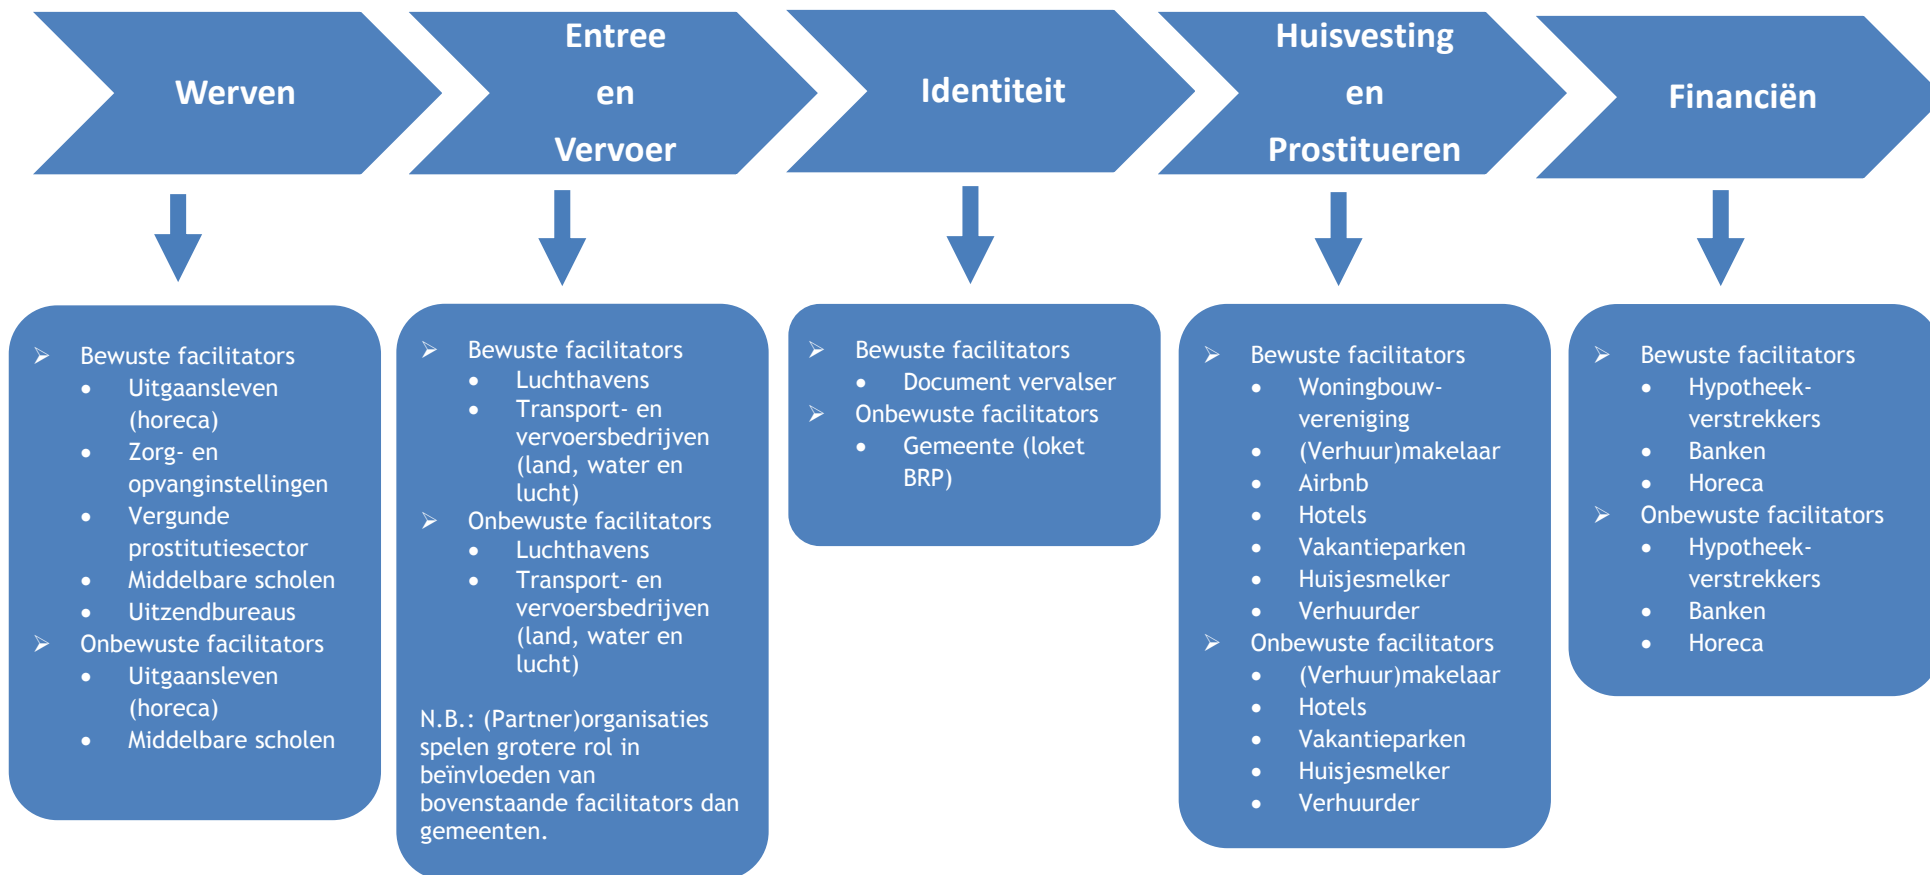 Werven
Entree
en
Vervoer
Identiteit
Huisvesting
en
Prostitueren
Financiën
➢ Bewuste facilitators
• Uitgaansleven
(horeca)
• Zorg- en
opvanginstellingen
• Vergunde
prostitutiesector
• Middelbare scholen
• Uitzendbureaus
➢ Onbewuste facilitators
• Uitgaansleven
(horeca)
• Middelbare scholen
➢ Bewuste facilitators
• Luchthavens
• Transport- en
vervoersbedrijven
(land, water en
lucht)
➢ Onbewuste facilitators
• Luchthavens
• Transport- en
vervoersbedrijven
(land, water en
lucht)
N.B.: (Partner)organisaties
spelen grotere rol in
beïnvloeden van
bovenstaande facilitators dan
gemeenten.
➢ Bewuste facilitators
• Document vervalser
➢ Onbewuste facilitators
• Gemeente (loket
BRP)
➢ Bewuste facilitators
• Woningbouw-
vereniging
• (Verhuur)makelaar
• Airbnb
• Hotels
• Vakantieparken
• Huisjesmelker
• Verhuurder
➢ Onbewuste facilitators
• (Verhuur)makelaar
• Hotels
• Vakantieparken
• Huisjesmelker
• Verhuurder
➢ Bewuste facilitators
• Hypotheek-
verstrekkers
• Banken
• Horeca
➢ Onbewuste facilitators
• Hypotheek-
verstrekkers
• Banken
• Horeca